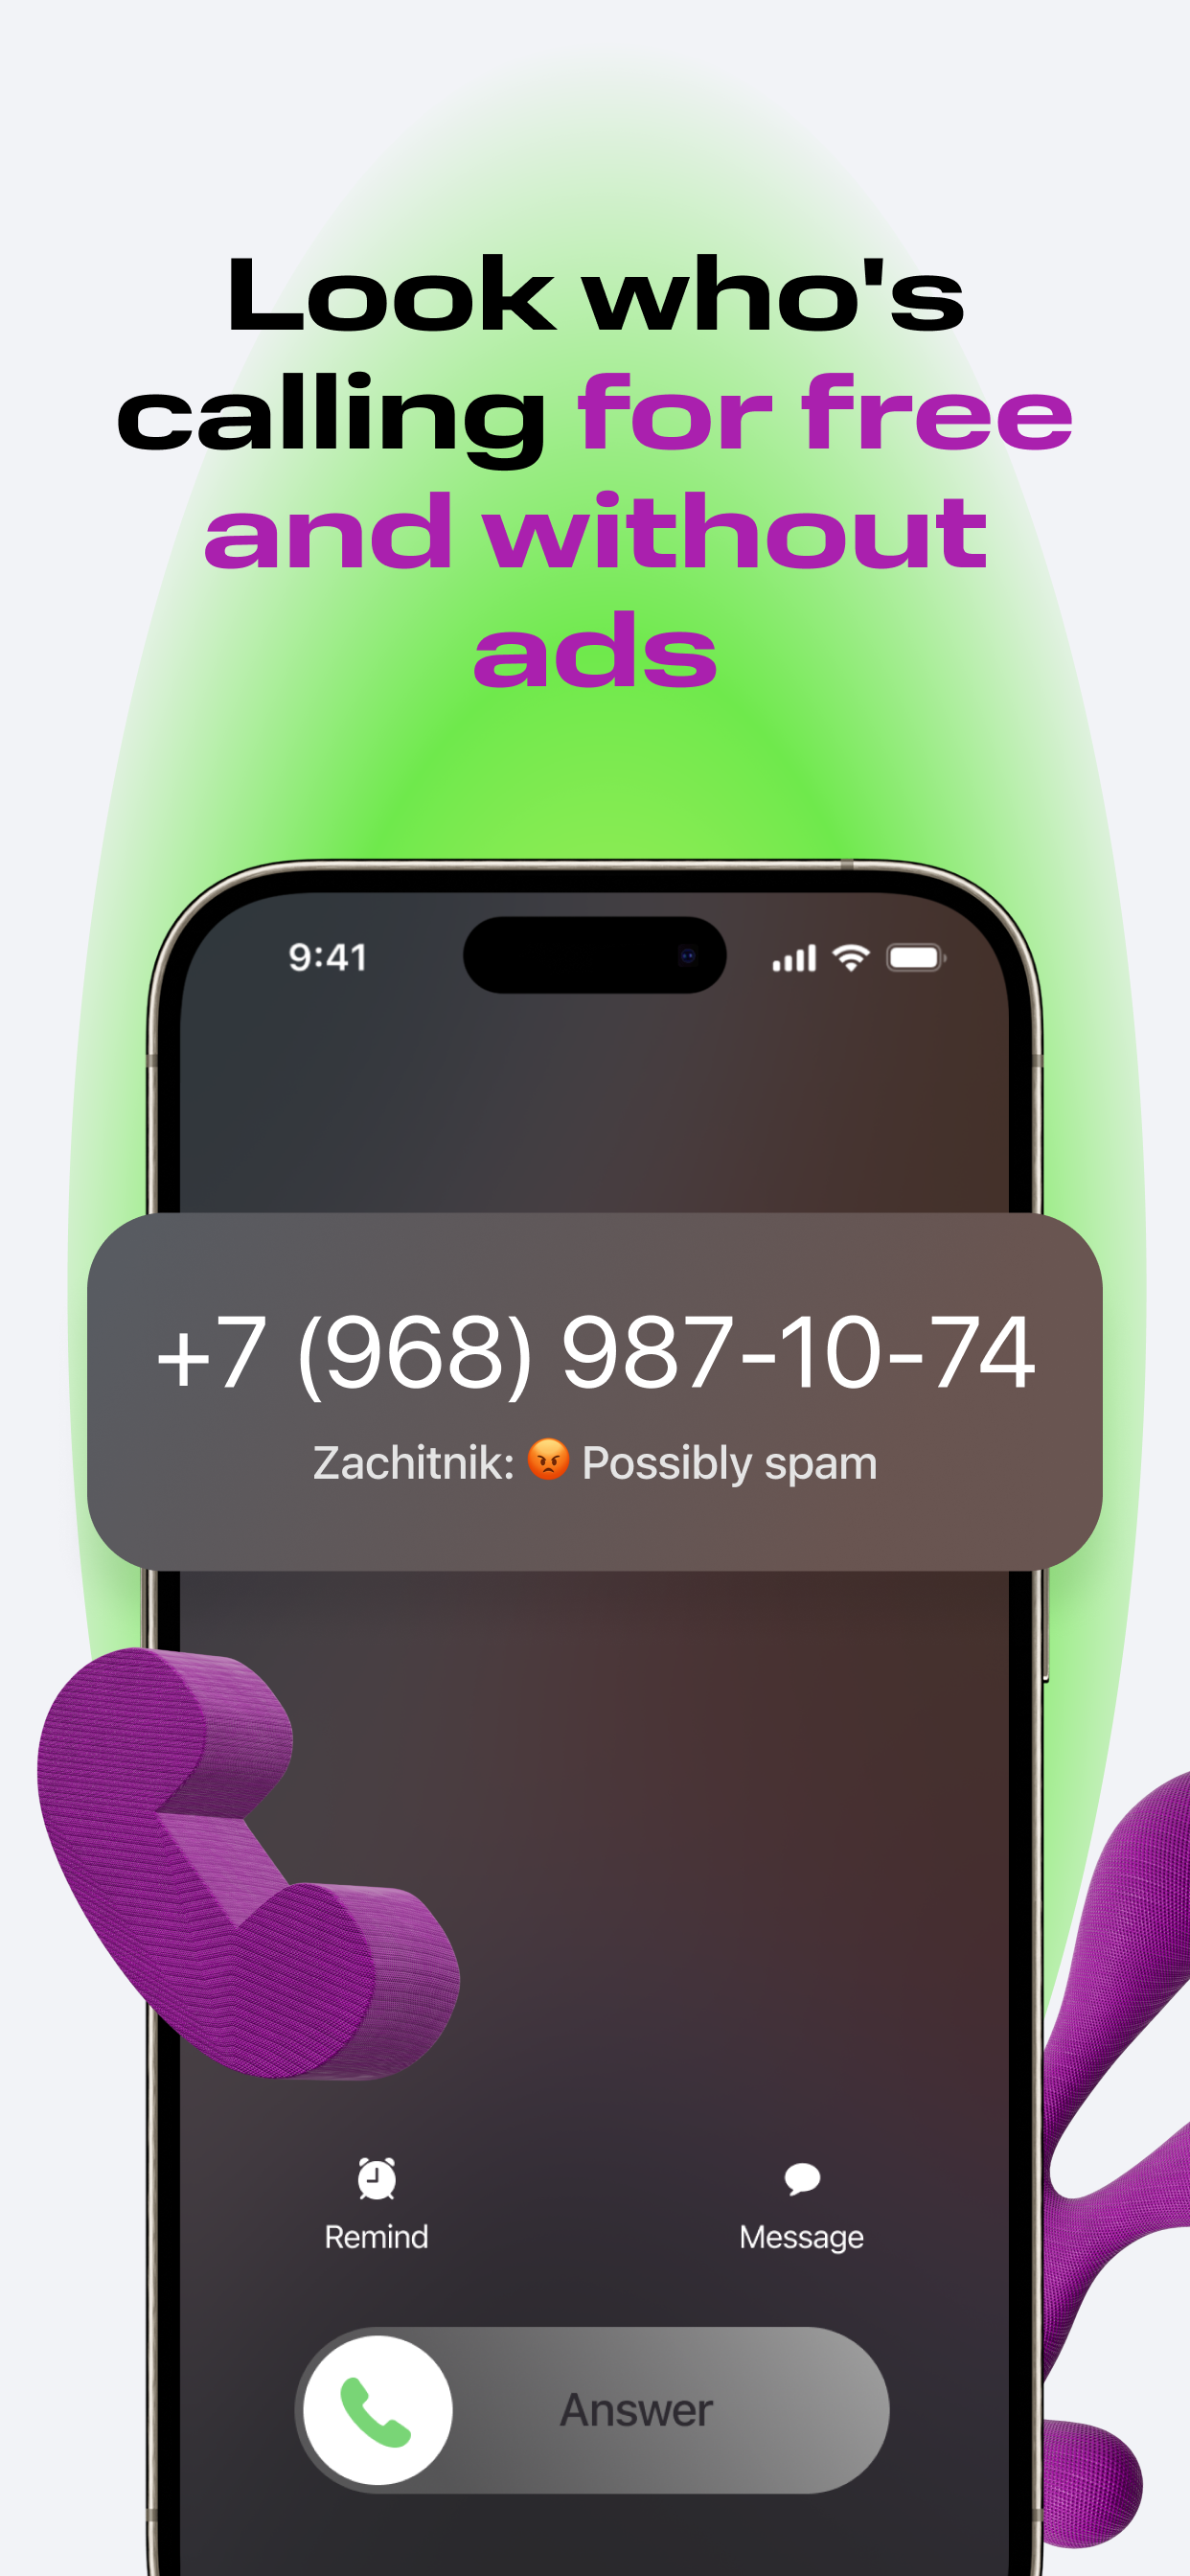 Look who's
calling for free
and without
ads
9:41
+7 (968) 987-10-74
Zachitnik: 😡 Possibly spam
Remind
Message
Answer